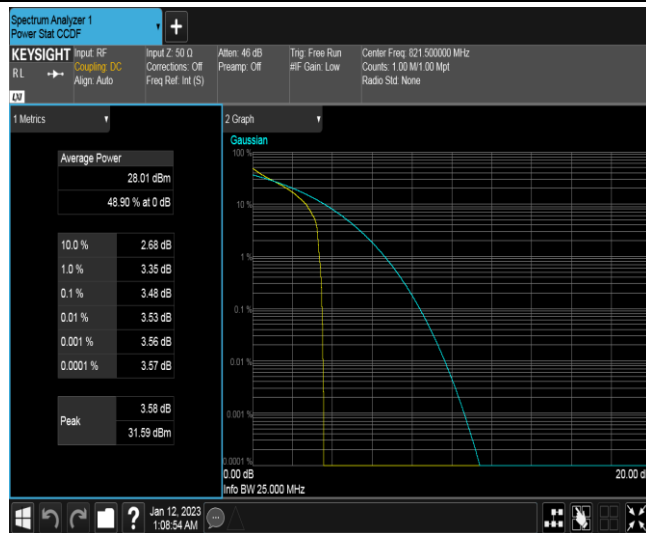 Spectrum Analyzer 1
Power Stat CCDF
+
KEYSIGHT
RL
LXI
Input: RF
Coupling: DC
Align: Auto
Input Z: 50 Ω
Corrections: Off
Freq Ref: Int (S)
Atten: 46 dB
Preamp: Off
Trig: Free Run
#IF Gain: Low
Center Freq: 821.500000 MHz
Counts: 1.00 M/1.00 Mpt
Radio Std: None
1 Metrics
Average Power
28.01 dBm
48.90 % at 0 dB
10.0 % 2.68 dB
1.0 % 3.35 dB
0.1 % 3.48 dB
0.01 % 3.53 dB
0.001 % 3.56 dB
0.0001 % 3.57 dB
Peak
3.58 dB
31.59 dBm
2 Graph
Gaussian
100 %
10 %
1 %
0.1 %
0.01 %
0.001 %
0.0001 %
0.00 dB
20.00 d
Info BW 25.000 MHz
?
Jan 12, 2023
1:08:54 AM